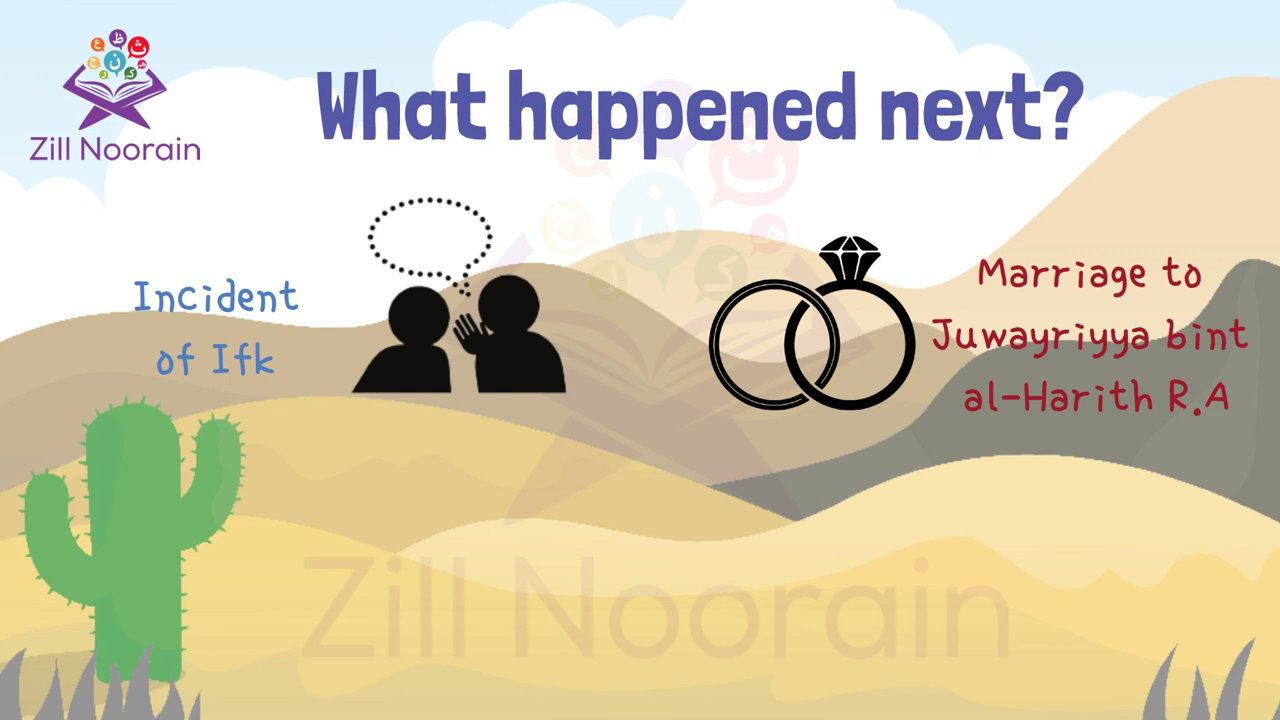 Zill Noorain
What happened next?
Incident
of Ifk
Marriage to
Juwayriyya bint
al-Harith R.A
Zill Noorain